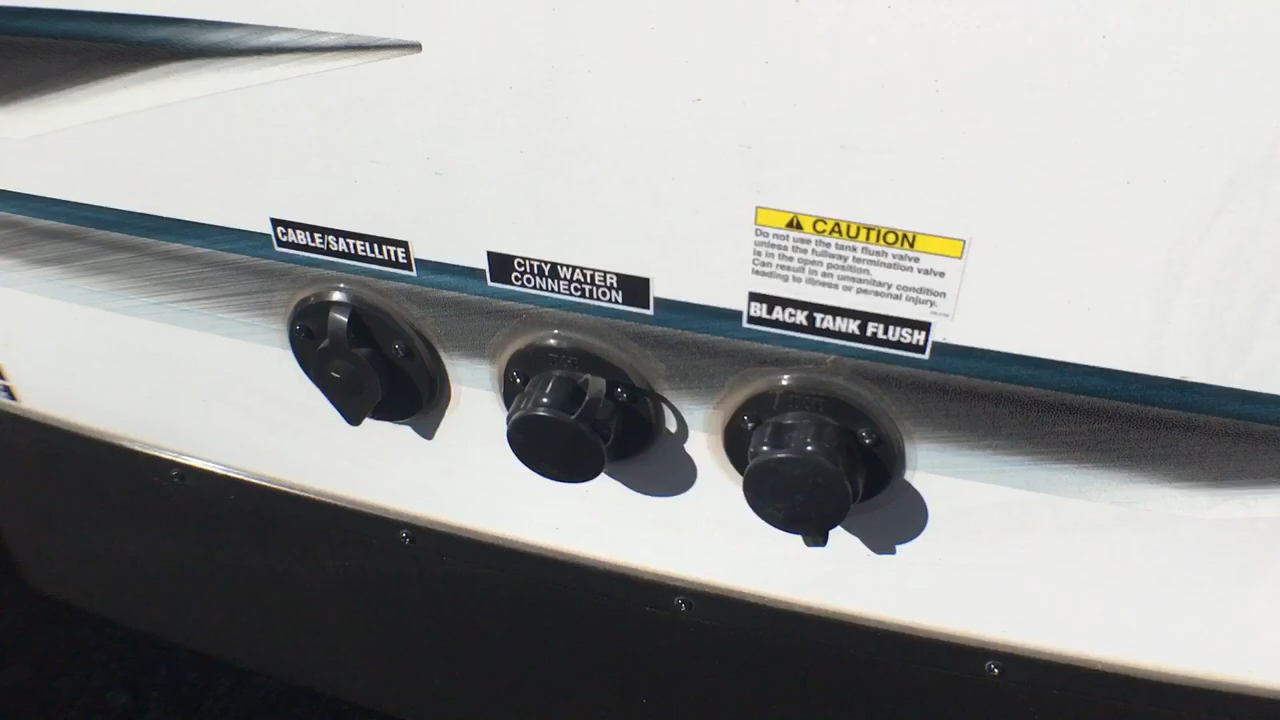 CABLE/SATELLITE
CITY WATER
CONNECTION
CAUTION
Do not use the tank flush valve
unless the fullway termination valve
is in the open position.
Can result in an unsanitary condition
leading to illness or personal injury.
BLACK TANK FLUSH